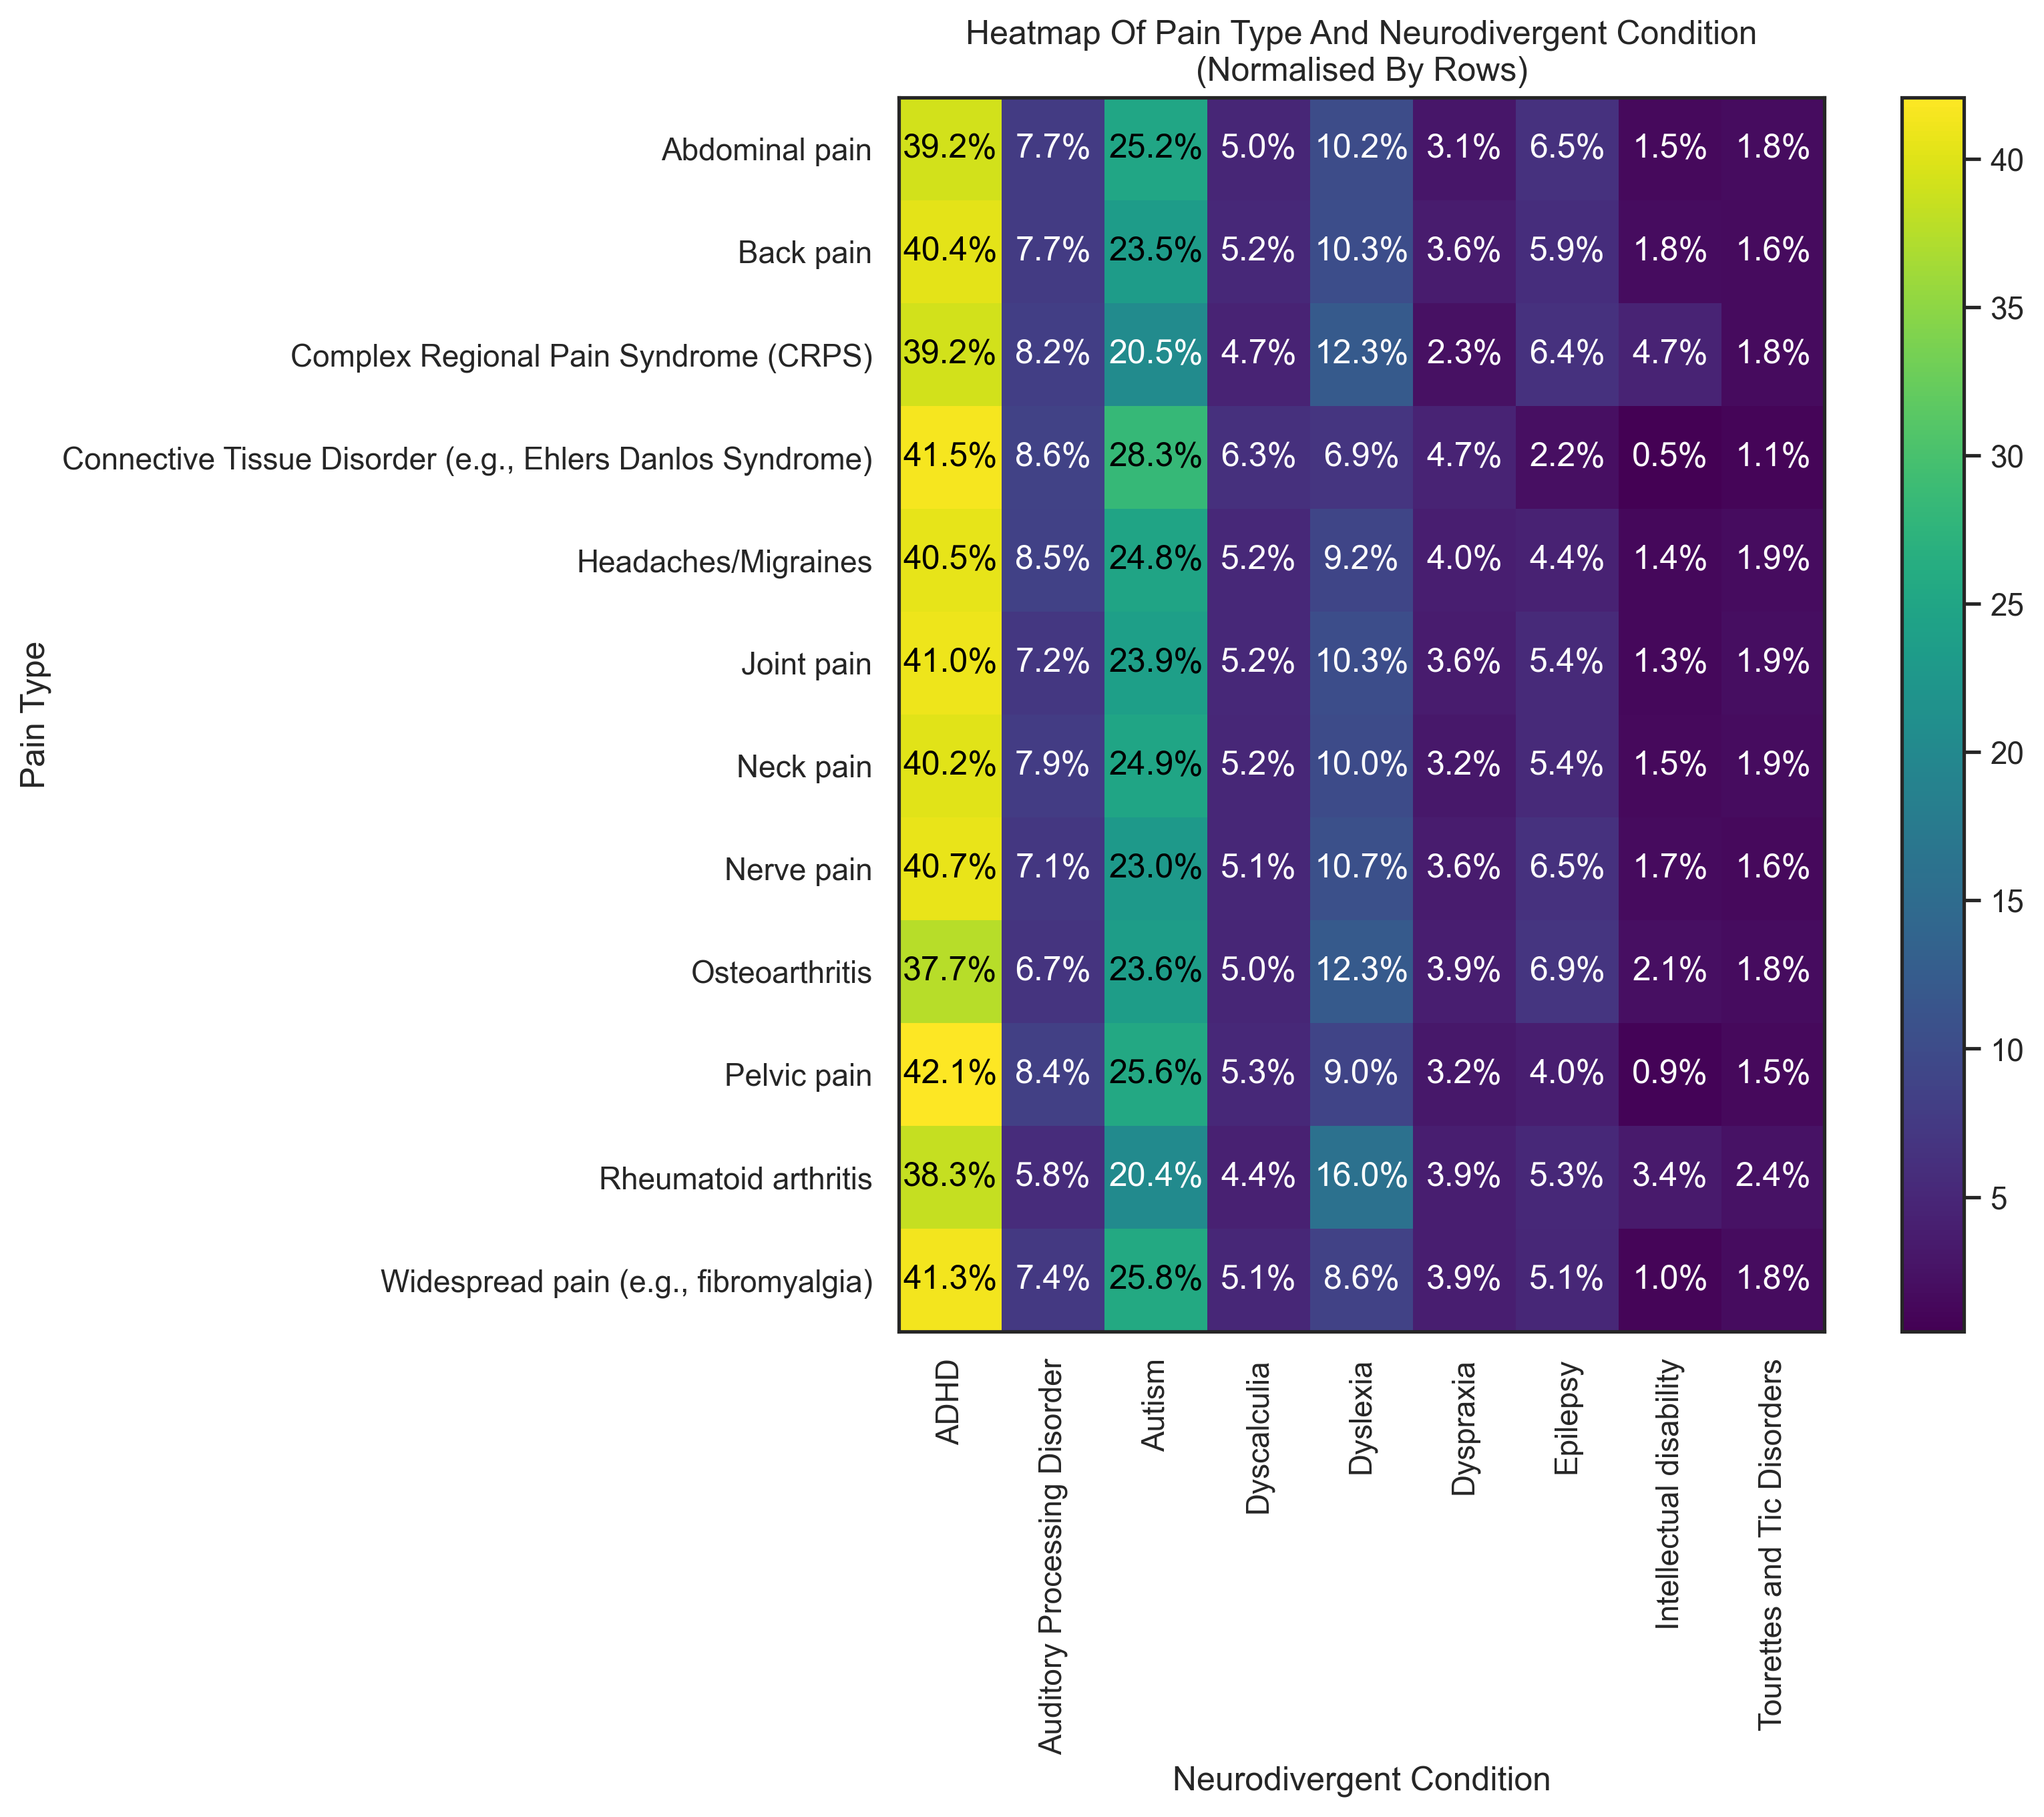 Heatmap Of Pain Type And Neurodivergent Condition
(Normalised By Rows)
Pain Type
Abdominal pain 39.2% 7.7% 25.2% 5.0% 10.2% 3.1% 6.5% 1.5% 1.8%
Back pain 40.4% 7.7% 23.5% 5.2% 10.3% 3.6% 5.9% 1.8% 1.6%
Complex Regional Pain Syndrome (CRPS) 39.2% 8.2% 20.5% 4.7% 12.3% 2.3% 6.4% 4.7% 1.8%
Connective Tissue Disorder (e.g., Ehlers Danlos Syndrome) 41.5% 8.6% 28.3% 6.3% 6.9% 4.7% 2.2% 0.5% 1.1%
Headaches/Migraines 40.5% 8.5% 24.8% 5.2% 9.2% 4.0% 4.4% 1.4% 1.9%
Joint pain 41.0% 7.2% 23.9% 5.2% 10.3% 3.6% 5.4% 1.3% 1.9%
Neck pain 40.2% 7.9% 24.9% 5.2% 10.0% 3.2% 5.4% 1.5% 1.9%
Nerve pain 40.7% 7.1% 23.0% 5.1% 10.7% 3.6% 6.5% 1.7% 1.6%
Osteoarthritis 37.7% 6.7% 23.6% 5.0% 12.3% 3.9% 6.9% 2.1% 1.8%
Pelvic pain 42.1% 8.4% 25.6% 5.3% 9.0% 3.2% 4.0% 0.9% 1.5%
Rheumatoid arthritis 38.3% 5.8% 20.4% 4.4% 16.0% 3.9% 5.3% 3.4% 2.4%
Widespread pain (e.g., fibromyalgia) 41.3% 7.4% 25.8% 5.1% 8.6% 3.9% 5.1% 1.0% 1.8%
ADHD
Auditory Processing Disorder
Autism
Dyscalculia
Dyslexia
Dyspraxia
Epilepsy
Intellectual disability
Tourettes and Tic Disorders
Neurodivergent Condition
40
35
30
25
20
15
10
5